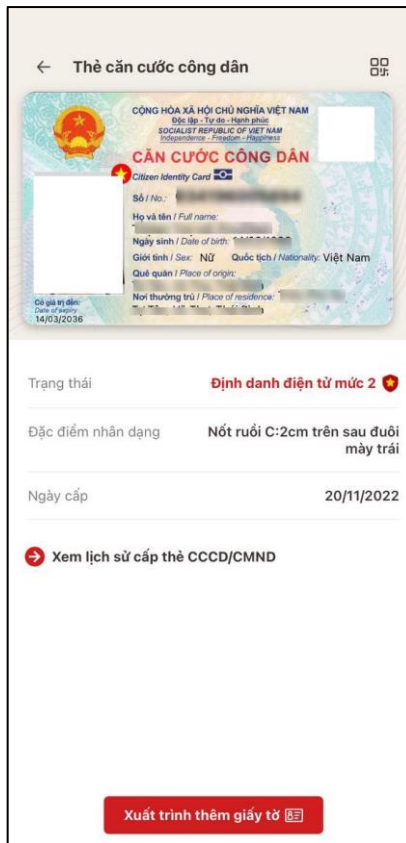 Thẻ căn cước công dân
CỘNG HÒA XÃ HỘI CHỦ NGHĨA VIỆT NAM
Độc lập - Tự do - Hạnh phúc
SOCIALIST REPUBLIC OF VIET NAM
Independence - Freedom - Happiness
CĂN CƯỚC CÔNG DÂN
Citizen Identity Card
Số / No.:
Họ và tên / Full name:
Ngày sinh / Date of birth:
Giới tính / Sex: Nữ Quốc tịch / Nationality: Việt Nam
Quê quán / Place of origin:
Nơi thường trú / Place of residence:
Có giá trị đến:
Date of expiry
14/03/2036
Trạng thái Định danh điện tử mức 2
Đặc điểm nhân dạng Nốt ruồi C:2cm trên sau đuôi
mày trái
Ngày cấp 20/11/2022
Xem lịch sử cấp thẻ CCCD/CMND
Xuất trình thêm giấy tờ